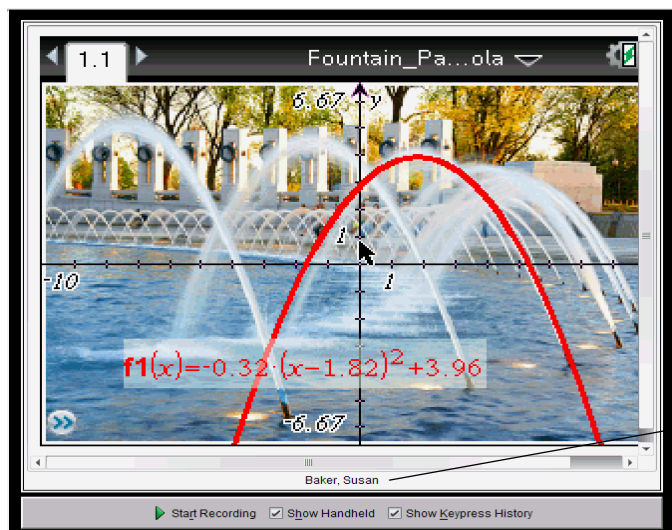 1.1 Fountain_Pa...ola
6.67 y
1
-10 1
f1(x)=-0.32·(x-1.82)²+3.96
-6.67
Baker, Susan
Start Recording Show Handheld Show Keypress History